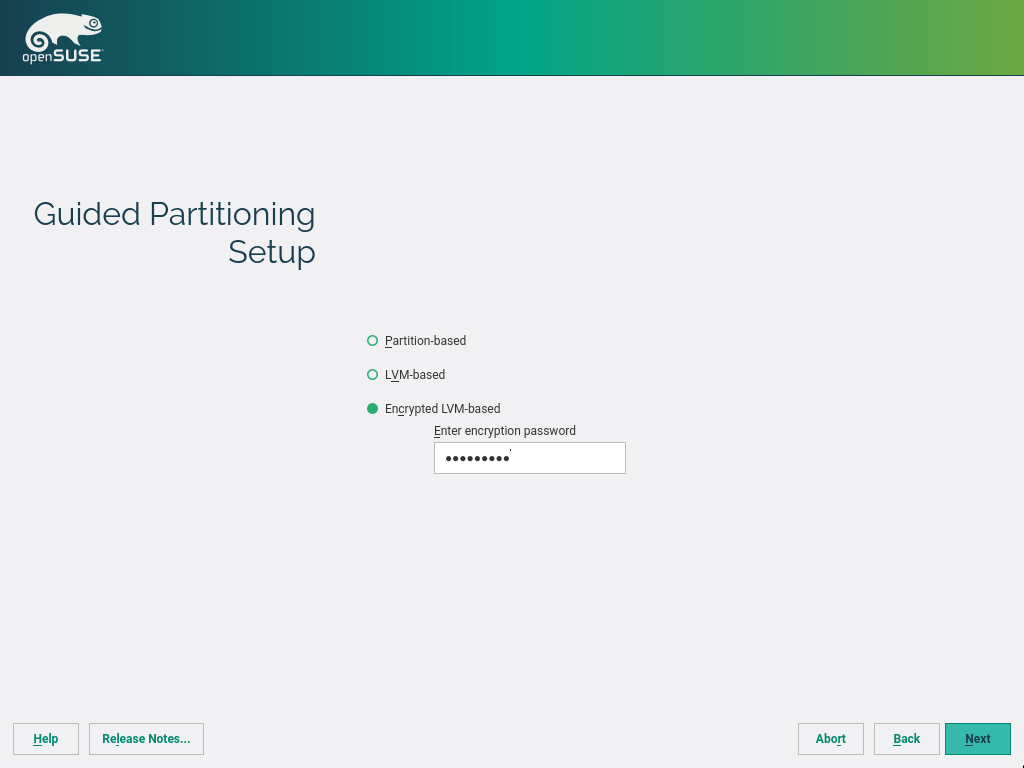 openSUSE
Guided Partitioning
Setup
Partition-based
LVM-based
Encrypted LVM-based
Enter encryption password
●●●●●●●●●
Help
Release Notes...
Abort
Back
Next